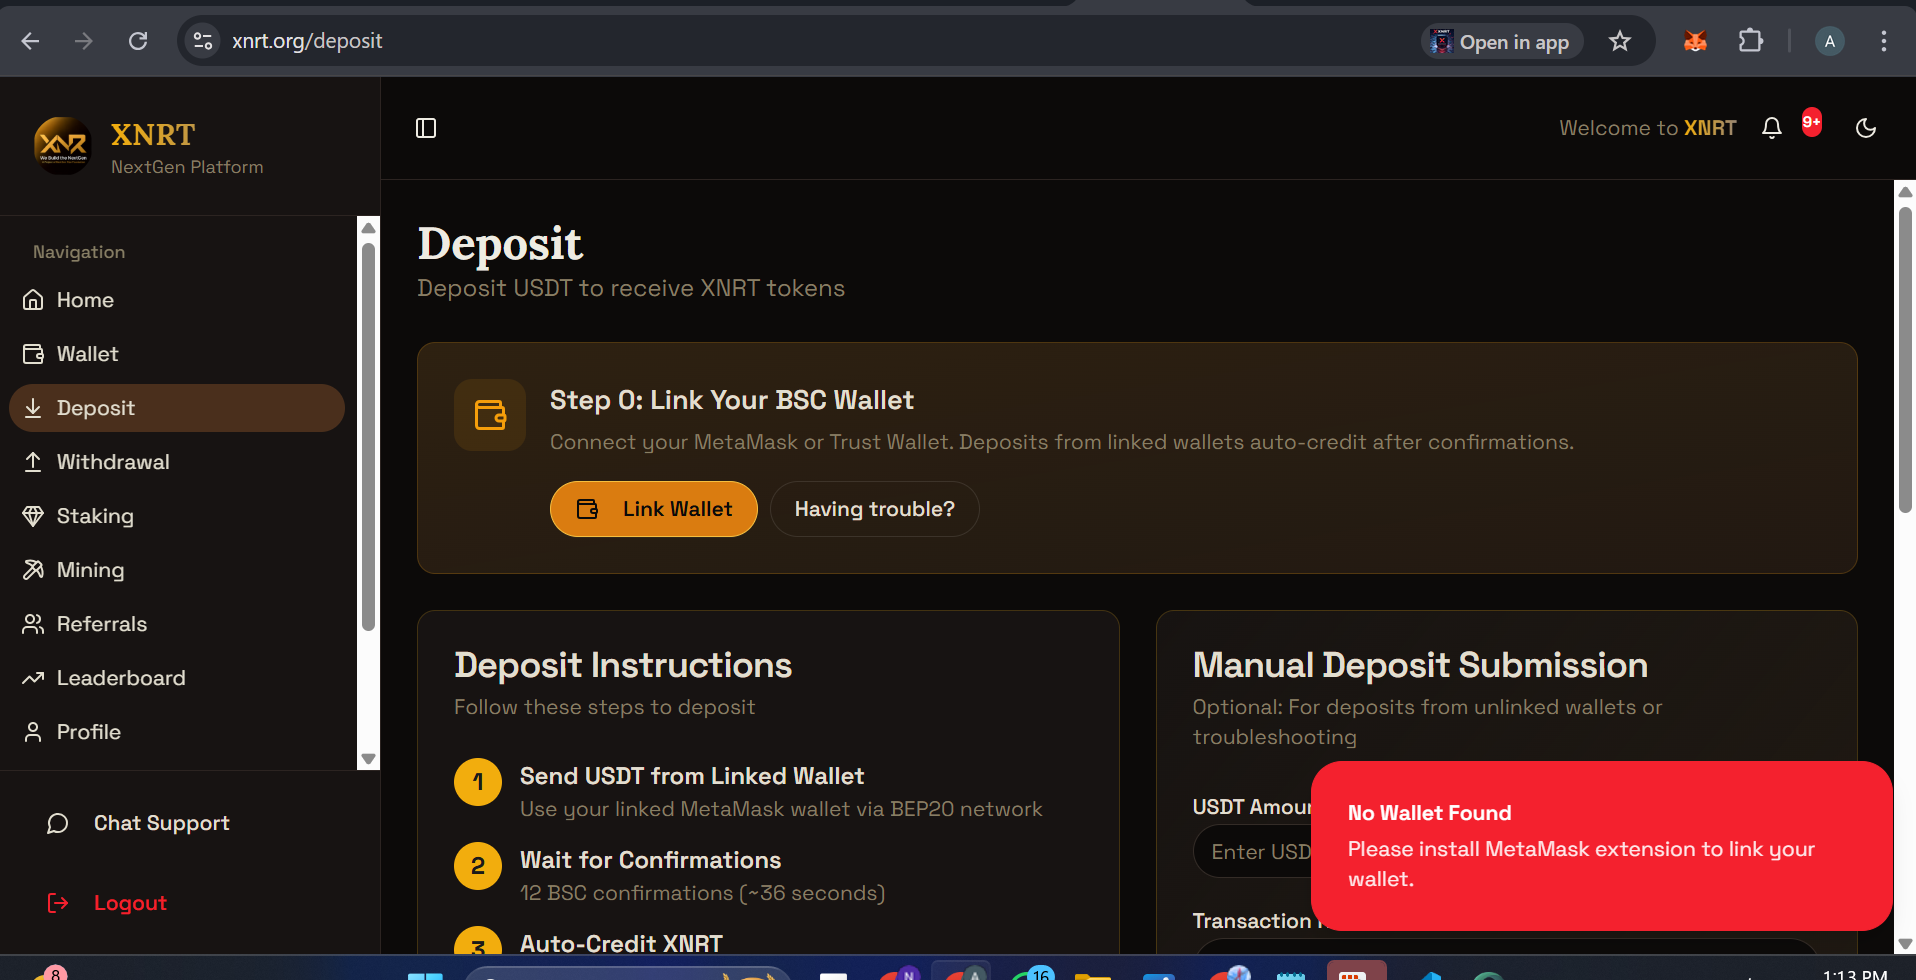 xnrt.org/deposit
Open in app
A
XNR
XNRT
NextGen Platform
Welcome to XNRT
9+
Navigation
Home
Wallet
Deposit
Withdrawal
Staking
Mining
Referrals
Leaderboard
Profile
Chat Support
Logout
Deposit
Deposit USDT to receive XNRT tokens
Step 0: Link Your BSC Wallet
Connect your MetaMask or Trust Wallet. Deposits from linked wallets auto-credit after confirmations.
Link Wallet
Having trouble?
Deposit Instructions
Follow these steps to deposit
1
Send USDT from Linked Wallet
Use your linked MetaMask wallet via BEP20 network
2
Wait for Confirmations
12 BSC confirmations (~36 seconds)
3
Auto-Credit XNRT
Manual Deposit Submission
Optional: For deposits from unlinked wallets or
troubleshooting
USDT Amou
Enter USD
Transaction
No Wallet Found
Please install MetaMask extension to link your
wallet.
8
N
A
16
1:13 PM